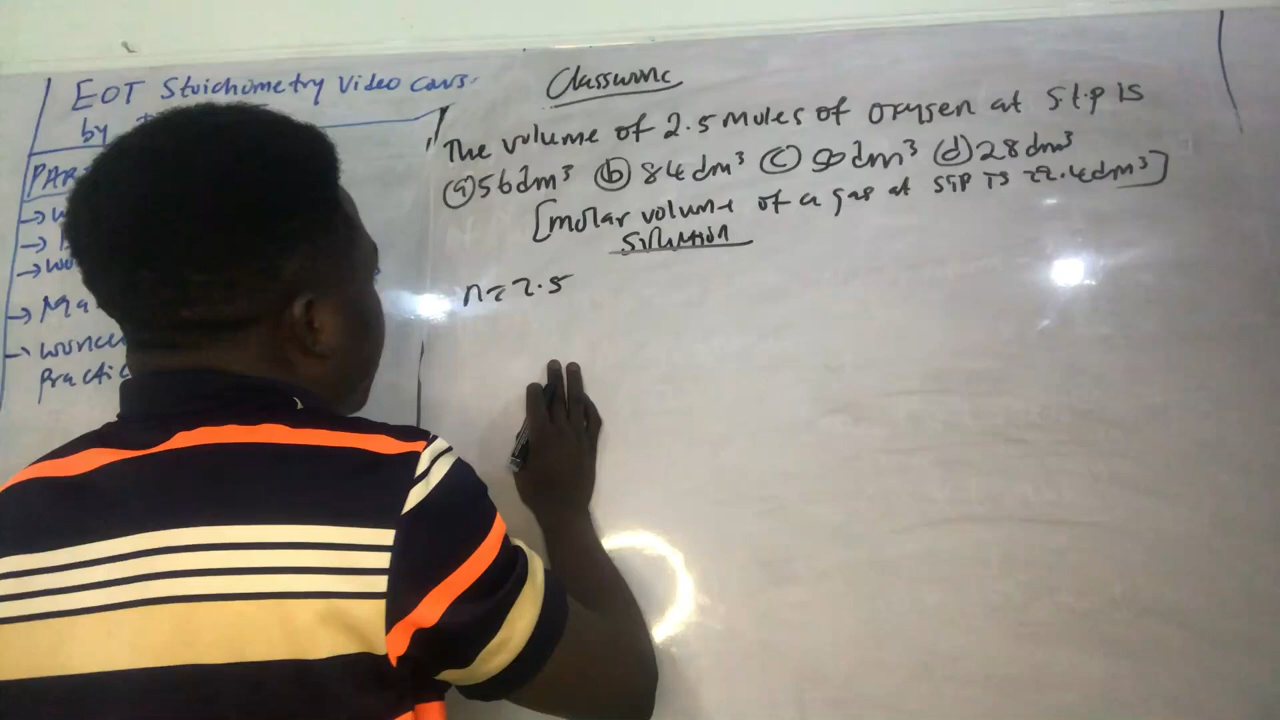 EOT Stoichometry Video
by
PAR
→
→
→
→ Ma
→
Practic
Classwork
The volume of 2.5 moles of oxygen at s.t.p is
(a) 56dm³ (b) 84dm³ (c) 90dm³ (d) 28dm³
[molar volume of a gas at STP is 22.4dm³]
Solution
n=2.5